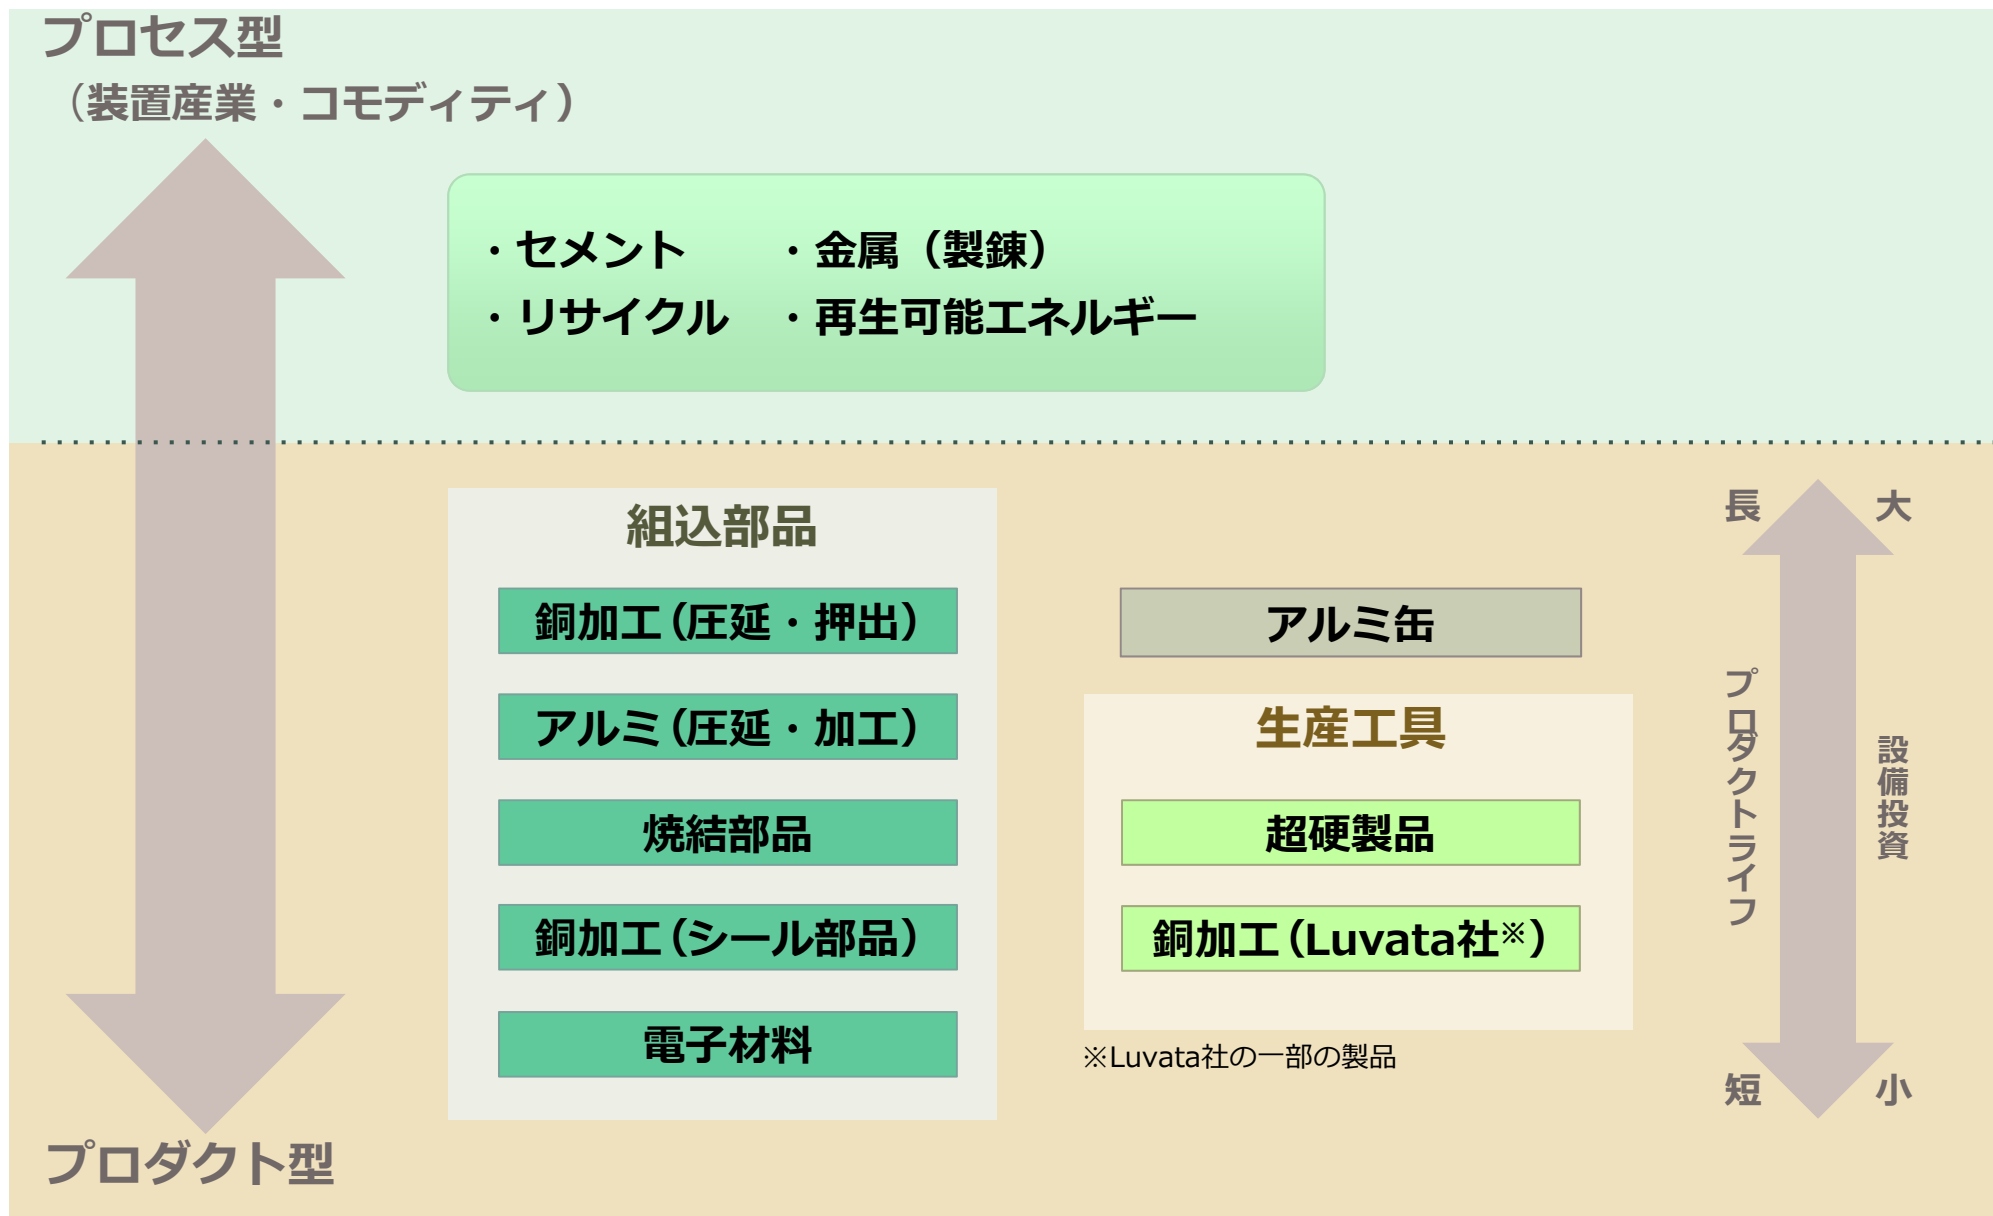 プロセス型
（装置産業・コモディティ）
・セメント　・金属（製錬）
・リサイクル　・再生可能エネルギー
組込部品
銅加工（圧延・押出）
アルミ（圧延・加工）
焼結部品
銅加工（シール部品）
電子材料
アルミ缶
生産工具
超硬製品
銅加工（Luvata社※）
※Luvata社の一部の製品
長
プロダクトライフ
短
大
設備投資
小
プロダクト型